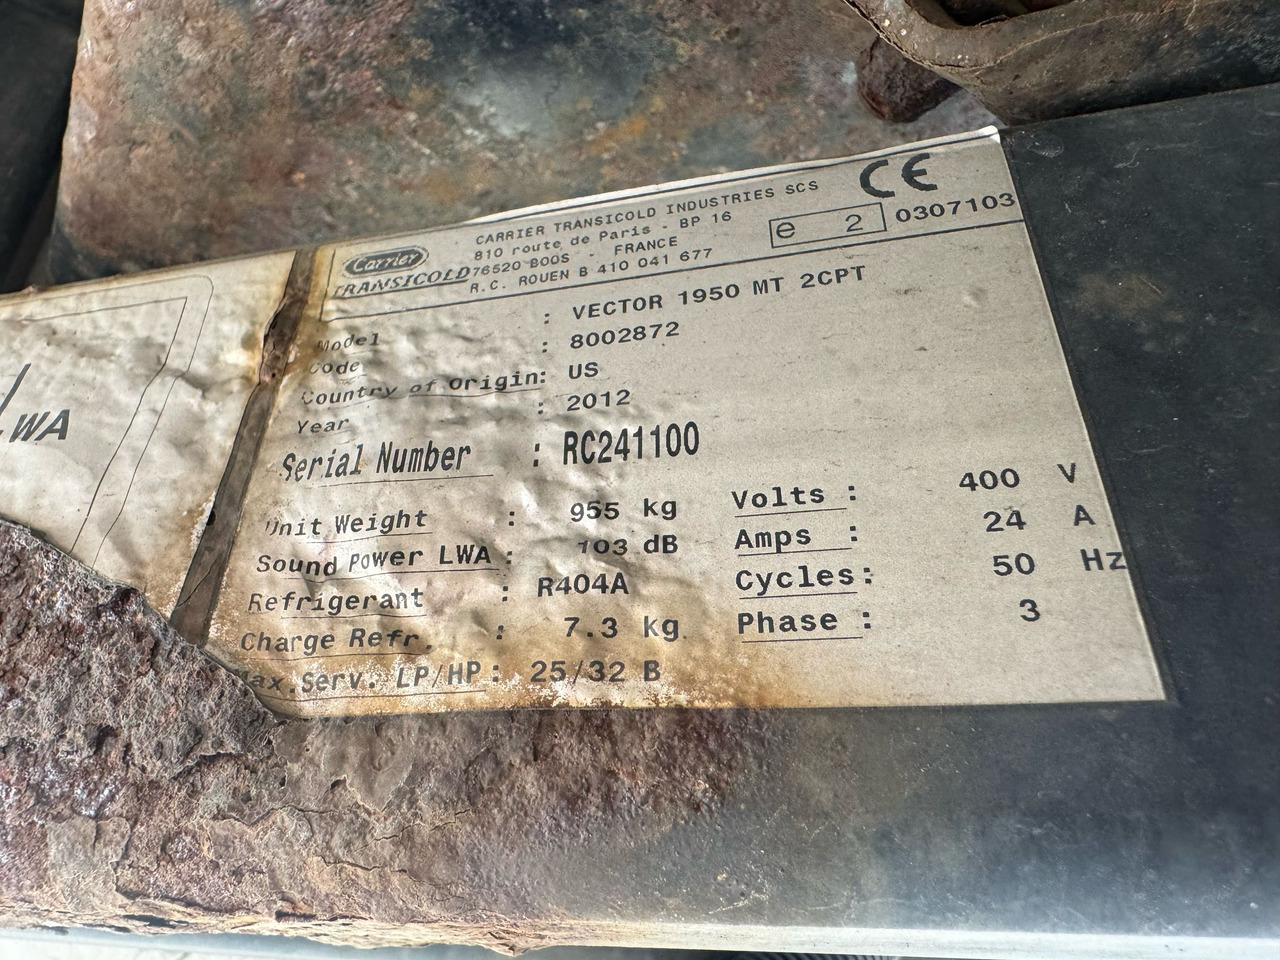 LWA
Carrier
TRANSICOLD
CARRIER TRANSICOLD INDUSTRIES SCS
810 route de Paris - BP 16
76520 BOOS - FRANCE
R.C. ROUEN B 410 041 677
CE
e 2 0307103
Model : VECTOR 1950 MT 2CPT
Code : 8002872
Country of Origin: US
Year : 2012
Serial Number : RC241100
Unit Weight : 955 kg
Sound Power LWA : 103 dB
Refrigerant : R404A
Charge Refr. : 7.3 kg
Max.Serv. LP/HP : 25/32 B
Volts : 400 V
Amps : 24 A
Cycles: 50 Hz
Phase : 3